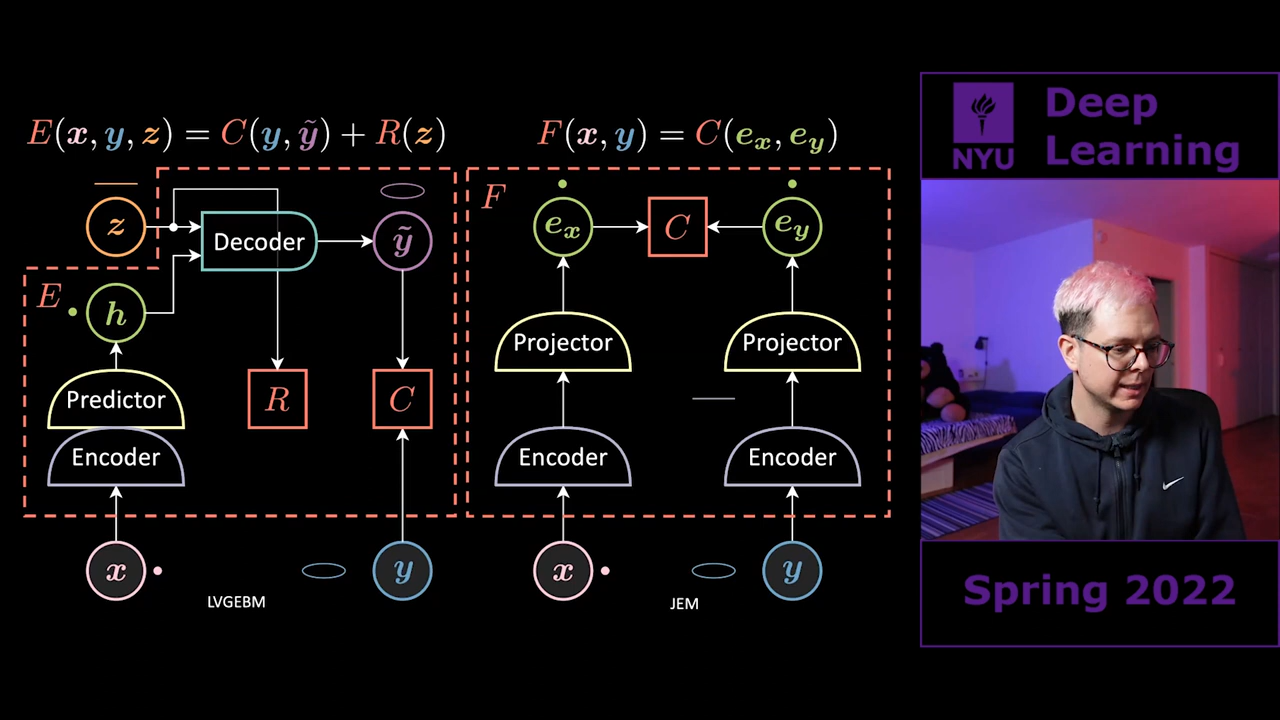 E(x, y, z) = C(y, ỹ) + R(z)
F(x, y) = C(eₓ, e_y)
z
Decoder
ỹ
E
h
Predictor
Encoder
R
C
x
y
LVGEBM
F
eₓ
C
e_y
Projector
Projector
Encoder
Encoder
x
y
JEM
NYU
Deep
Learning
Spring 2022